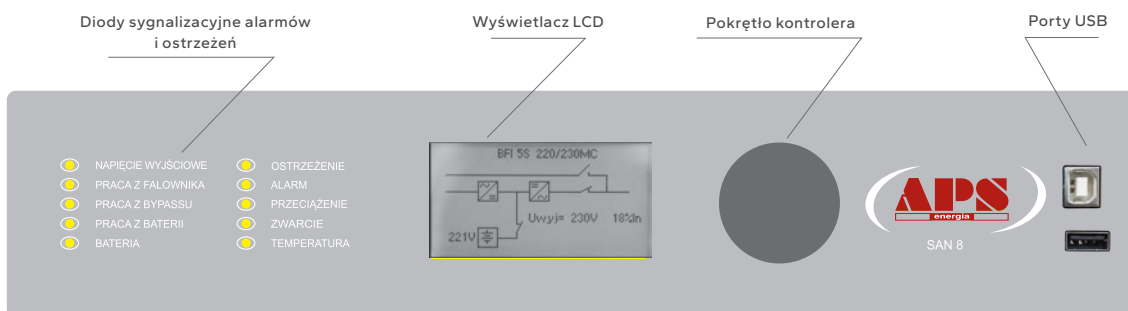 Diody sygnalizacyjne alarmów
i ostrzeżeń
Wyświetlacz LCD
Pokrętło kontrolera
Porty USB
NAPIĘCIE WYJŚCIOWE
PRACA Z FALOWNIKA
PRACA Z BYPASSU
PRACA Z BATERII
BATERIA
OSTRZEŻENIE
ALARM
PRZECIĄŻENIE
ZWARCIE
TEMPERATURA
BFI 5S 220/230MC
Uwyj= 230V 18%In
221V
APS
energia
SAN 8